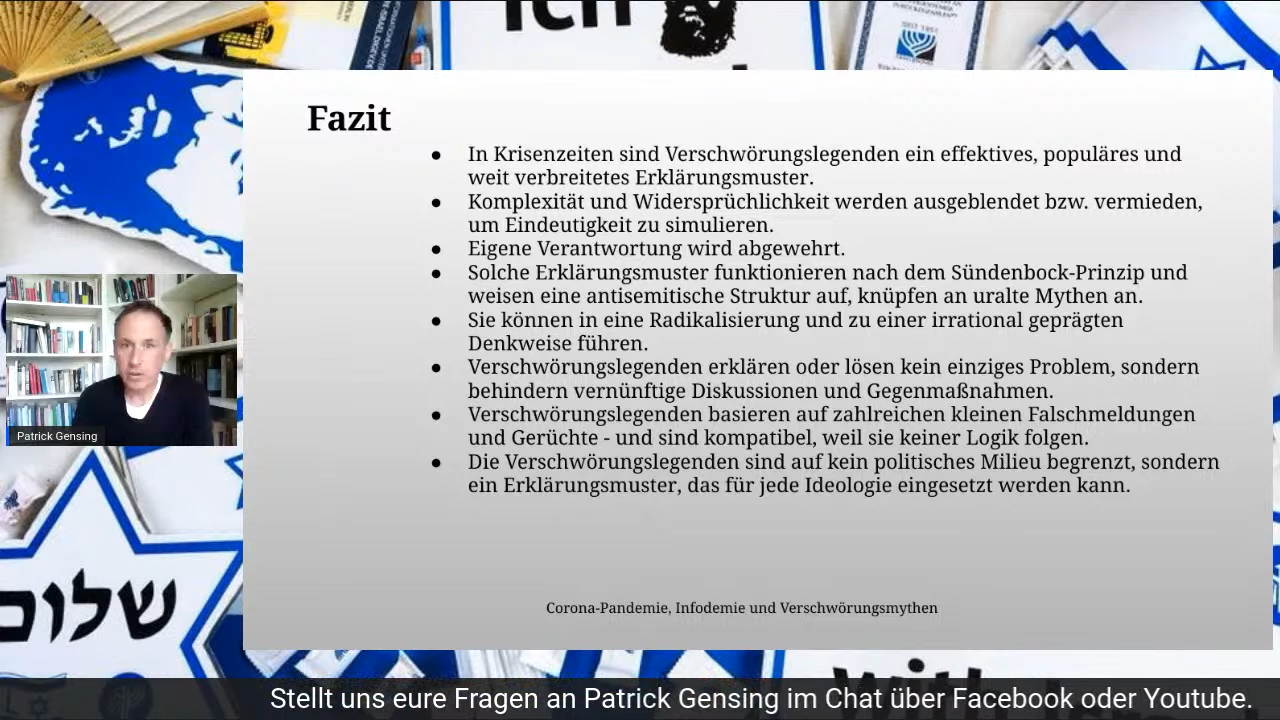 ich
SEIT 1951
Fazit
● In Krisenzeiten sind Verschwörungslegenden ein effektives, populäres und
weit verbreitetes Erklärungsmuster.
● Komplexität und Widersprüchlichkeit werden ausgeblendet bzw. vermieden,
um Eindeutigkeit zu simulieren.
● Eigene Verantwortung wird abgewehrt.
● Solche Erklärungsmuster funktionieren nach dem Sündenbock-Prinzip und
weisen eine antisemitische Struktur auf, knüpfen an uralte Mythen an.
● Sie können in eine Radikalisierung und zu einer irrational geprägten
Denkweise führen.
● Verschwörungslegenden erklären oder lösen kein einziges Problem, sondern
behindern vernünftige Diskussionen und Gegenmaßnahmen.
● Verschwörungslegenden basieren auf zahlreichen kleinen Falschmeldungen
und Gerüchte - und sind kompatibel, weil sie keiner Logik folgen.
● Die Verschwörungslegenden sind auf kein politisches Milieu begrenzt, sondern
ein Erklärungsmuster, das für jede Ideologie eingesetzt werden kann.
Corona-Pandemie, Infodemie und Verschwörungsmythen
Patrick Gensing
שלום
Stellt uns eure Fragen an Patrick Gensing im Chat über Facebook oder Youtube.